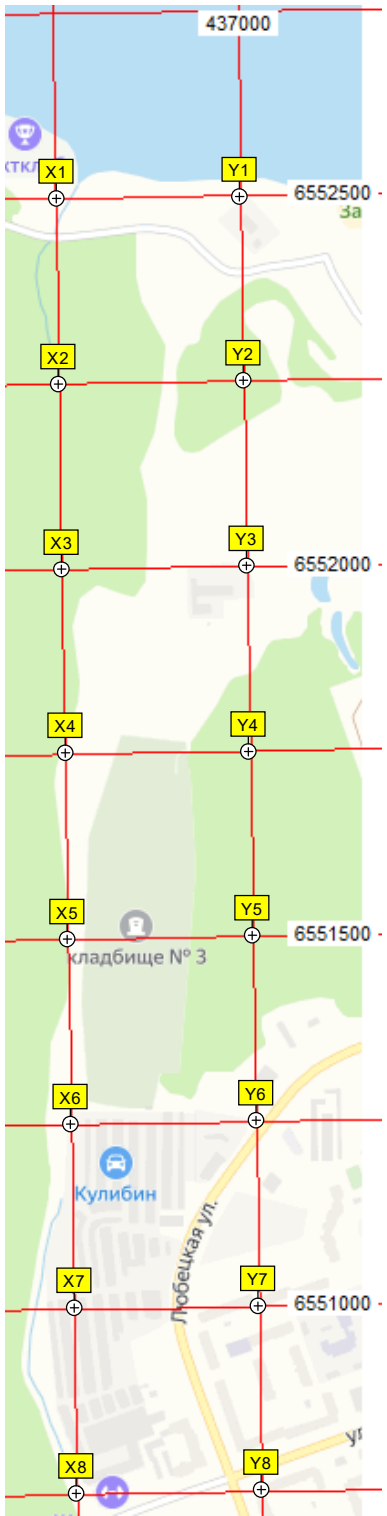 437000
кткл
X1
Y1
6552500
За
X2
Y2
X3
Y3
6552000
X4
Y4
X5
Y5
6551500
кладбище № 3
X6
Y6
Кулибин
Любецкая ул.
X7
Y7
6551000
ул
X8
Y8